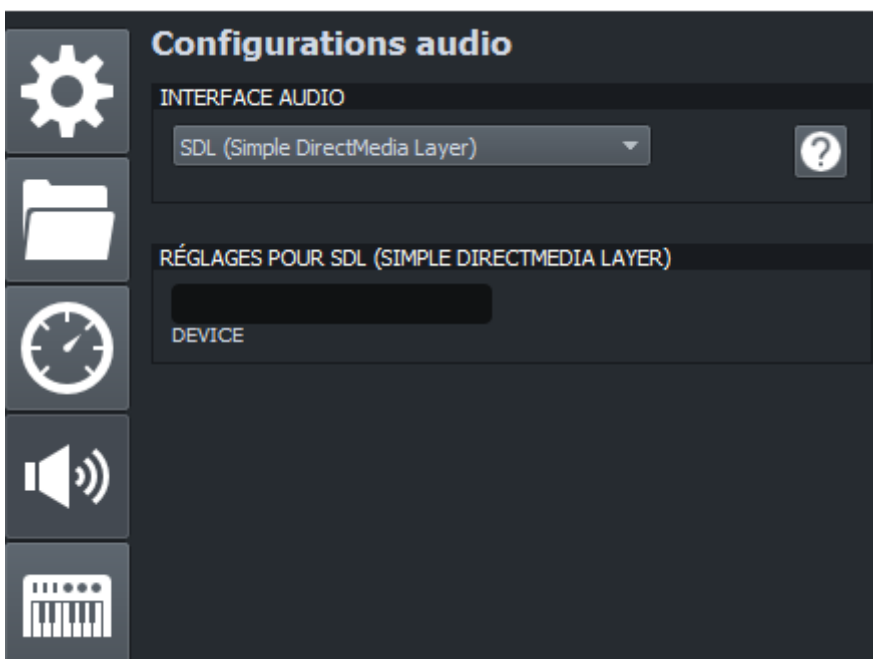 Configurations audio
INTERFACE AUDIO
SDL (Simple DirectMedia Layer)
RÉGLAGES POUR SDL (SIMPLE DIRECTMEDIA LAYER)
DEVICE